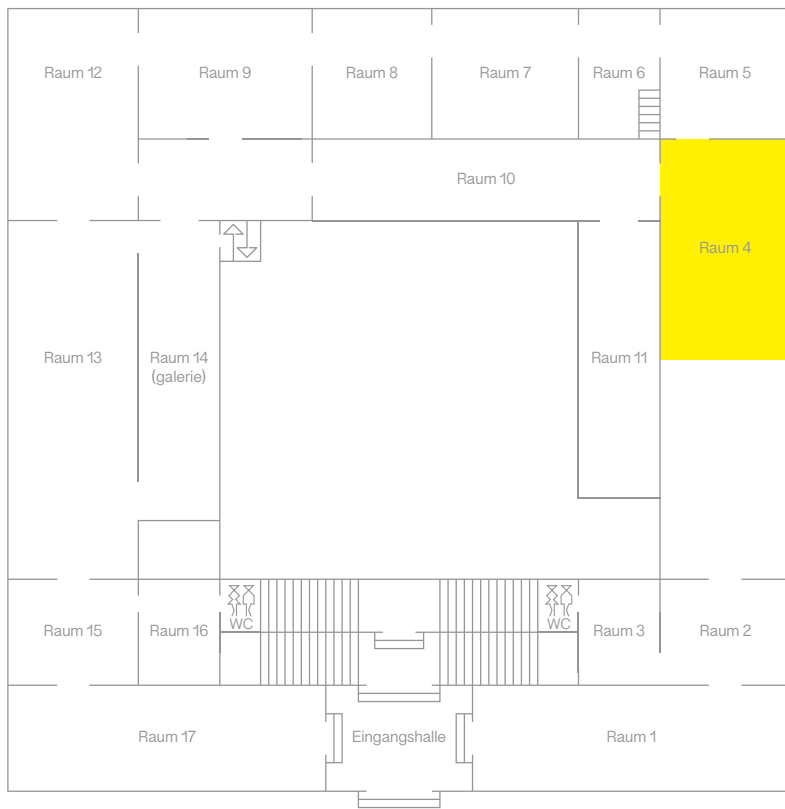 Raum 12
Raum 9
Raum 8
Raum 7
Raum 6
Raum 5
Raum 10
Raum 4
Raum 13
Raum 14
(galerie)
Raum 11
WC
WC
Raum 15
Raum 16
Raum 3
Raum 2
Raum 17
Eingangshalle
Raum 1